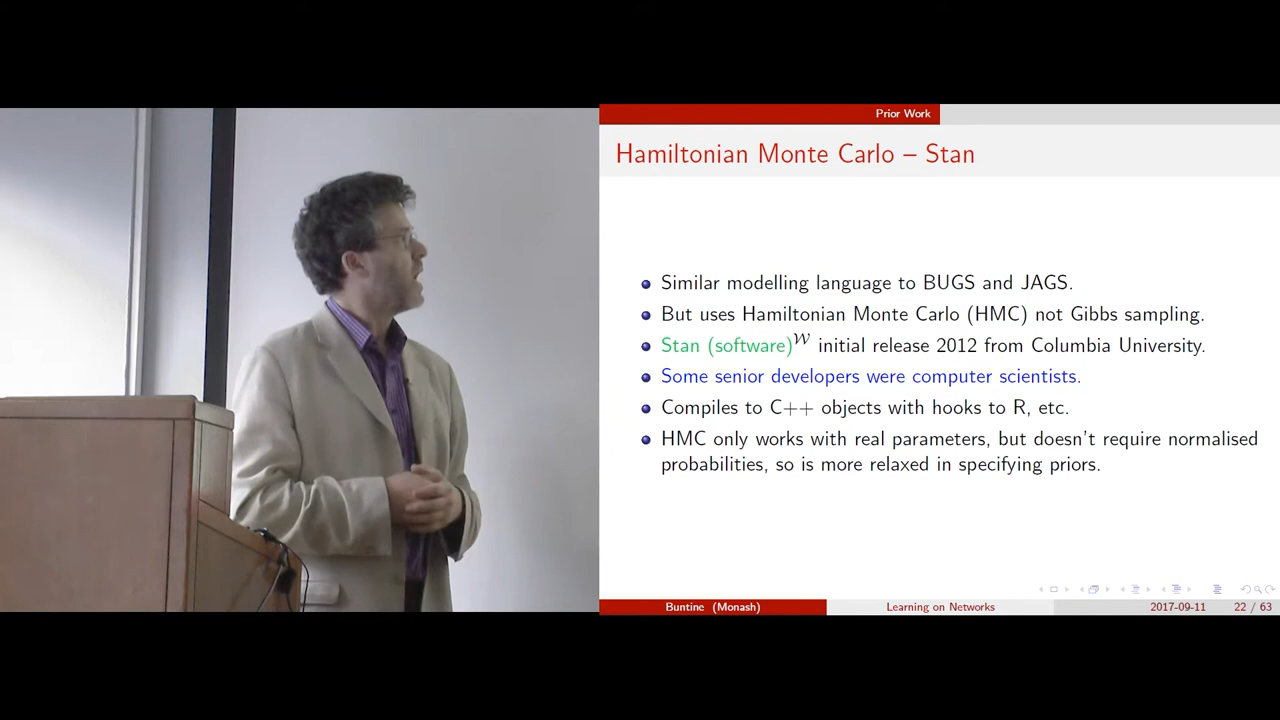 Prior Work
Hamiltonian Monte Carlo – Stan
Similar modelling language to BUGS and JAGS.
But uses Hamiltonian Monte Carlo (HMC) not Gibbs sampling.
Stan (software)𝒲 initial release 2012 from Columbia University.
Some senior developers were computer scientists.
Compiles to C++ objects with hooks to R, etc.
HMC only works with real parameters, but doesn't require normalised
probabilities, so is more relaxed in specifying priors.
Buntine (Monash) Learning on Networks 2017-09-11 22 / 63